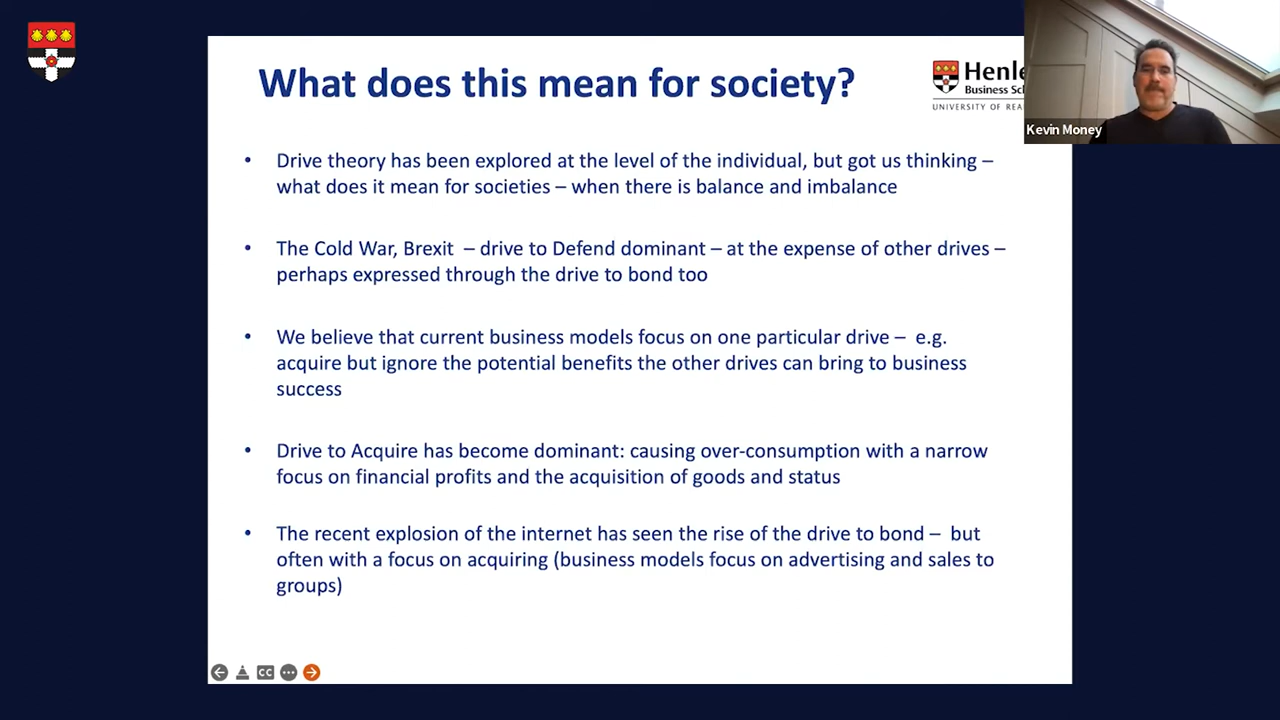 What does this mean for society?
Henle
Business Sc
UNIVERSITY OF REA
Kevin Money
• Drive theory has been explored at the level of the individual, but got us thinking –
what does it mean for societies – when there is balance and imbalance
• The Cold War, Brexit – drive to Defend dominant – at the expense of other drives –
perhaps expressed through the drive to bond too
• We believe that current business models focus on one particular drive – e.g.
acquire but ignore the potential benefits the other drives can bring to business
success
• Drive to Acquire has become dominant: causing over-consumption with a narrow
focus on financial profits and the acquisition of goods and status
• The recent explosion of the internet has seen the rise of the drive to bond – but
often with a focus on acquiring (business models focus on advertising and sales to
groups)
CC